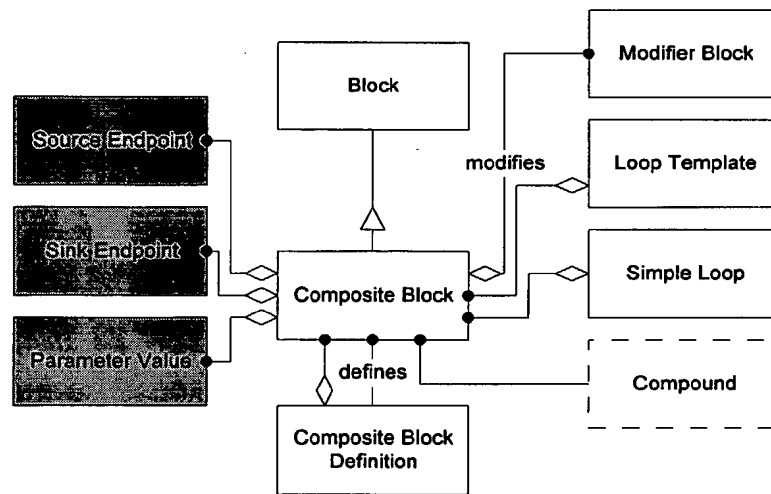 Modifier Block
Block
Source Endpoint
modifies
Loop Template
Sink Endpoint
Composite Block
Simple Loop
Parameter Value
defines
Compound
Composite Block
Definition